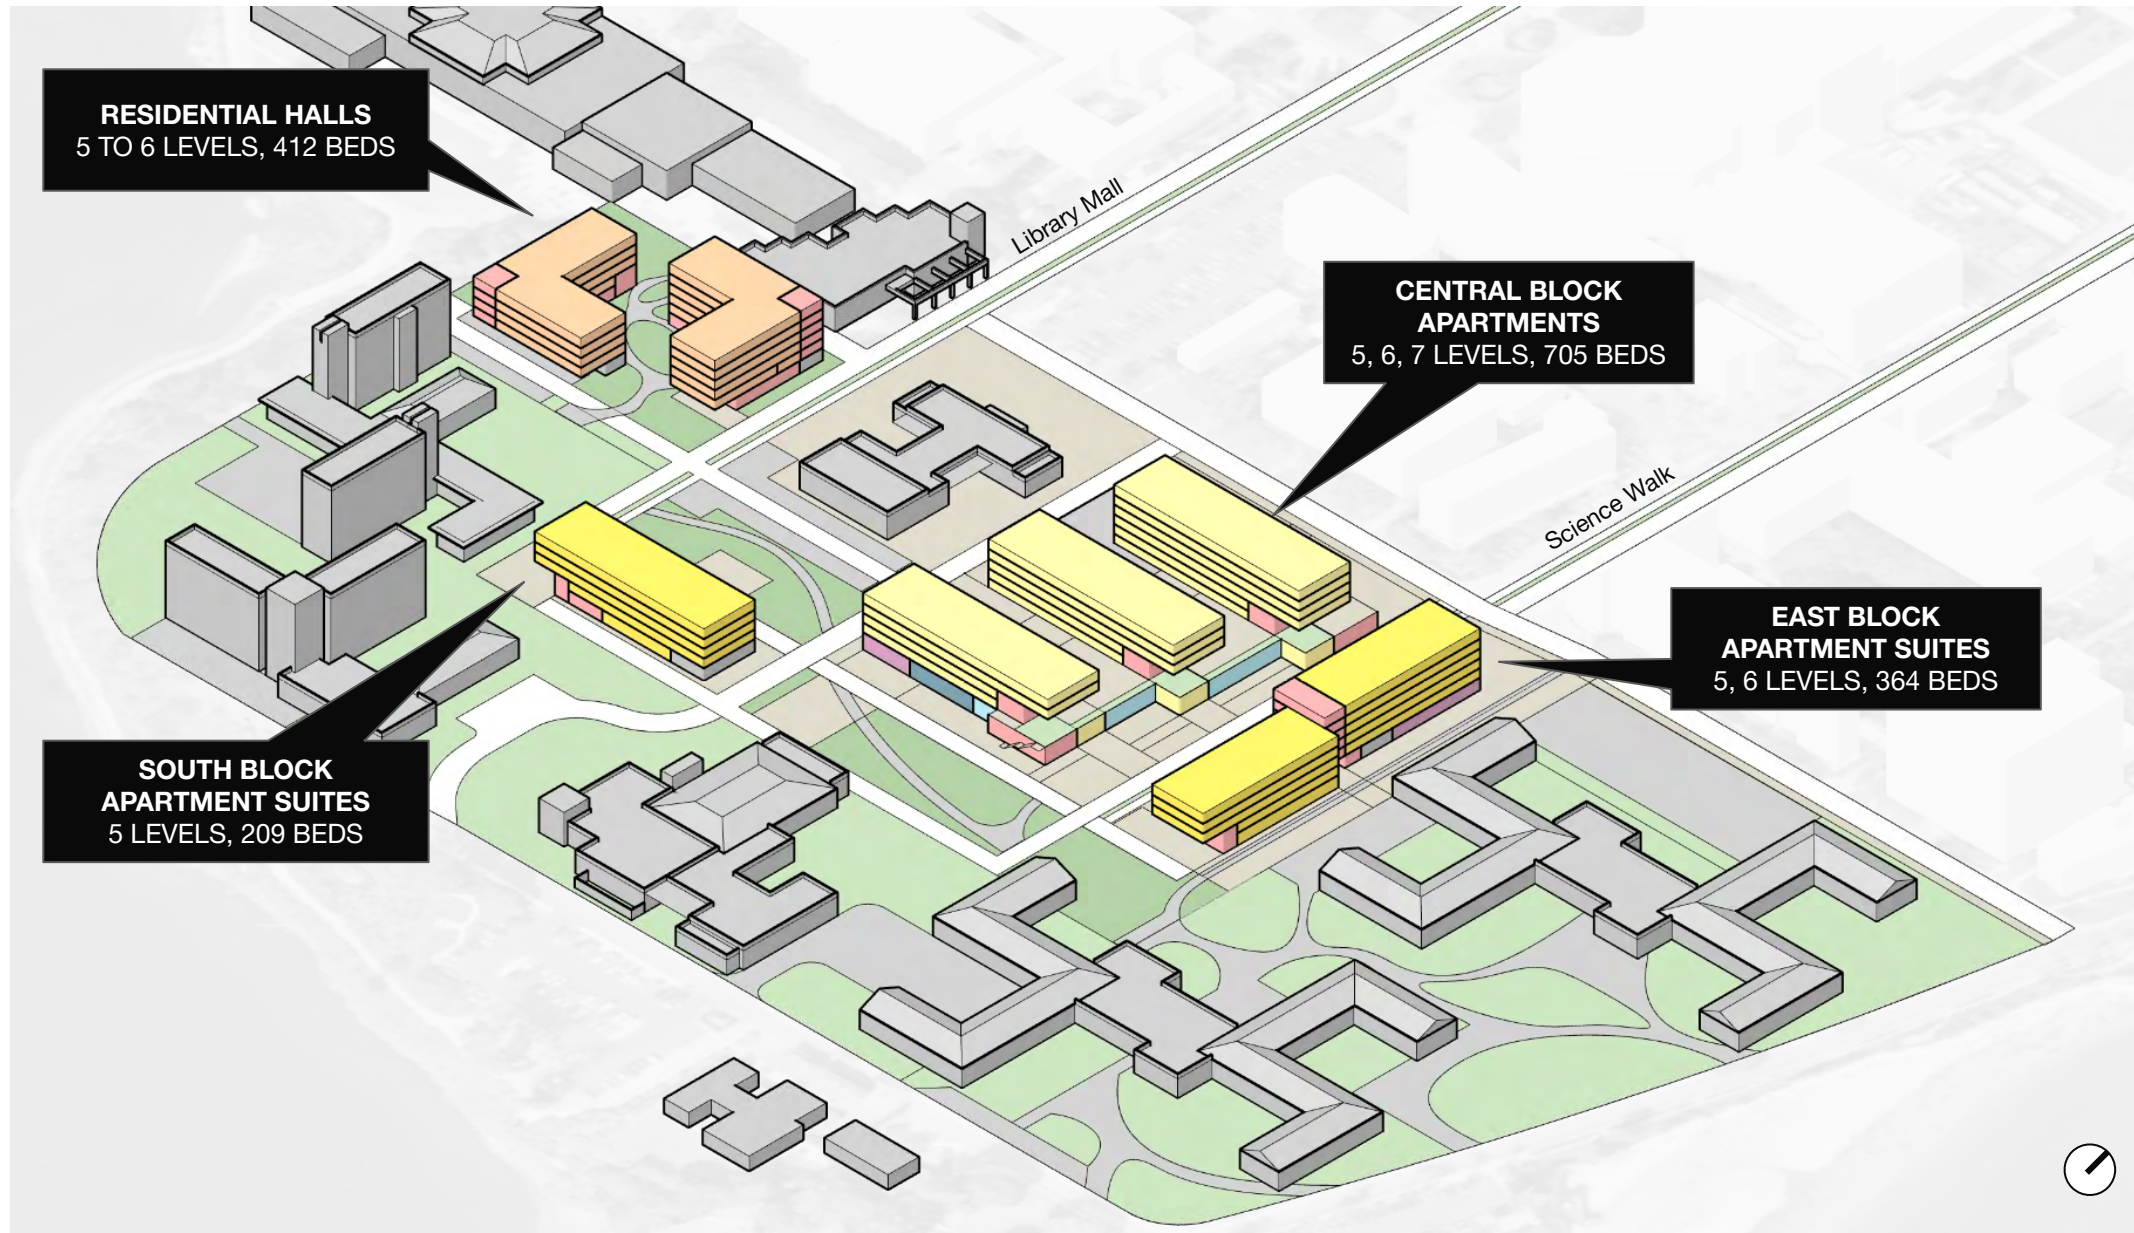 RESIDENTIAL HALLS
5 TO 6 LEVELS, 412 BEDS
Library Mall
CENTRAL BLOCK
APARTMENTS
5, 6, 7 LEVELS, 705 BEDS
Science Walk
EAST BLOCK
APARTMENT SUITES
5, 6 LEVELS, 364 BEDS
SOUTH BLOCK
APARTMENT SUITES
5 LEVELS, 209 BEDS